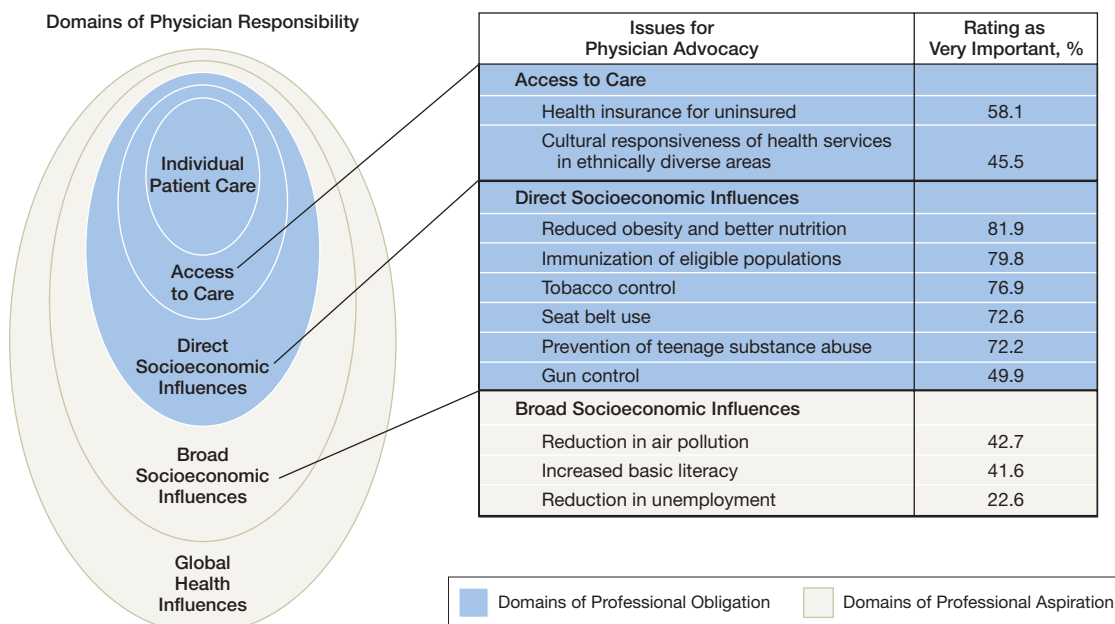 Domains of Physician Responsibility
Individual
Patient Care
Access
to Care
Direct
Socioeconomic
Influences
Broad
Socioeconomic
Influences
Global
Health
Influences
Issues for
Physician Advocacy
Rating as
Very Important, %
Access to Care
Health insurance for uninsured 58.1
Cultural responsiveness of health services
in ethnically diverse areas 45.5
Direct Socioeconomic Influences
Reduced obesity and better nutrition 81.9
Immunization of eligible populations 79.8
Tobacco control 76.9
Seat belt use 72.6
Prevention of teenage substance abuse 72.2
Gun control 49.9
Broad Socioeconomic Influences
Reduction in air pollution 42.7
Increased basic literacy 41.6
Reduction in unemployment 22.6
Domains of Professional Obligation
Domains of Professional Aspiration